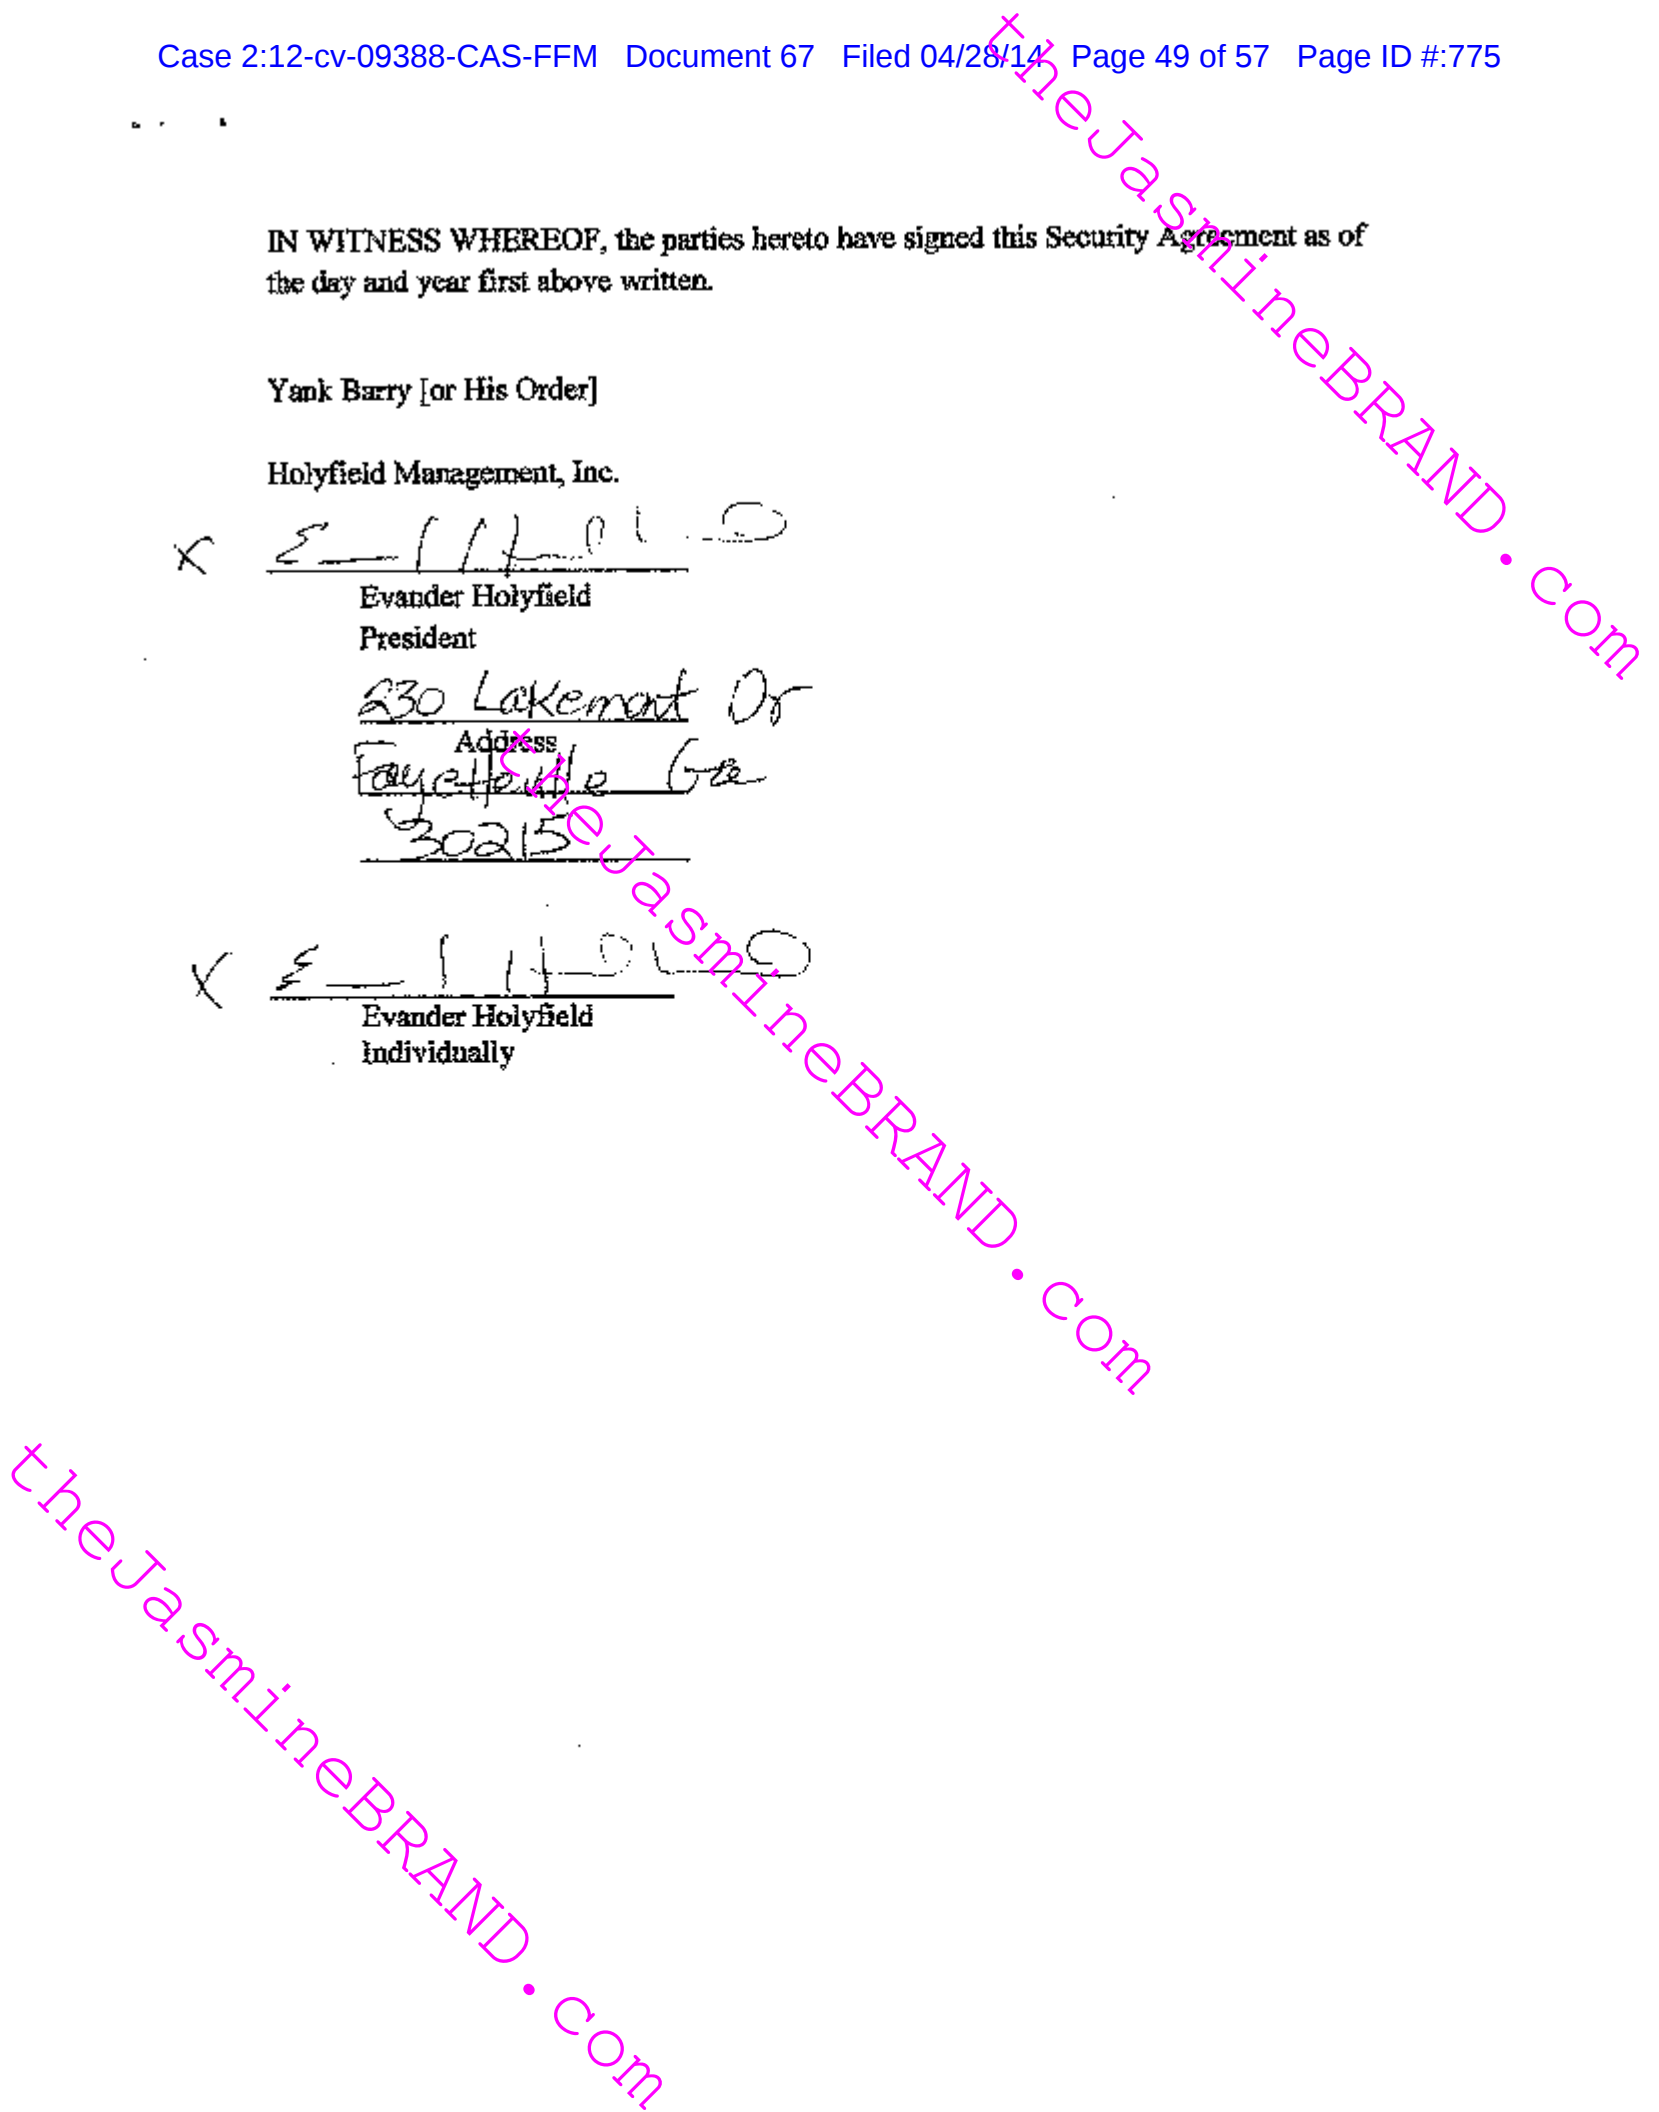 Case 2:12-cv-09388-CAS-FFM Document 67 Filed 04/28/14 Page 49 of 57 Page ID #:775
theJasmineBRAND.com
IN WITNESS WHEREOF, the parties hereto have signed this Security Agreement as of
the day and year first above written.
Yank Barry [or His Order]
Holyfield Management, Inc.
X
Evander Holyfield
President
230 Lakemont Dr
Address
Fayetteville Ga
30215
theJasmineBRAND.com
X
Evander Holyfield
Individually
theJasmineBRAND.com